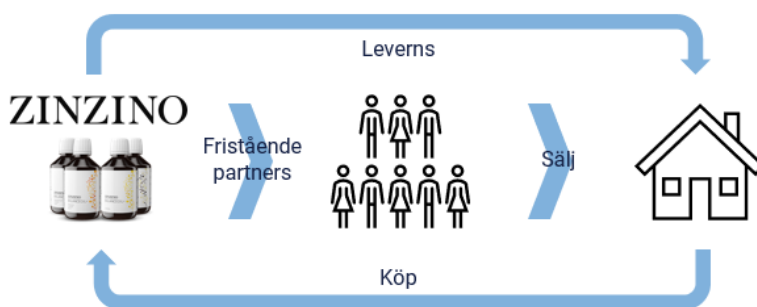 Leverns
ZINZINO
Fristående
partners
Sälj
Köp